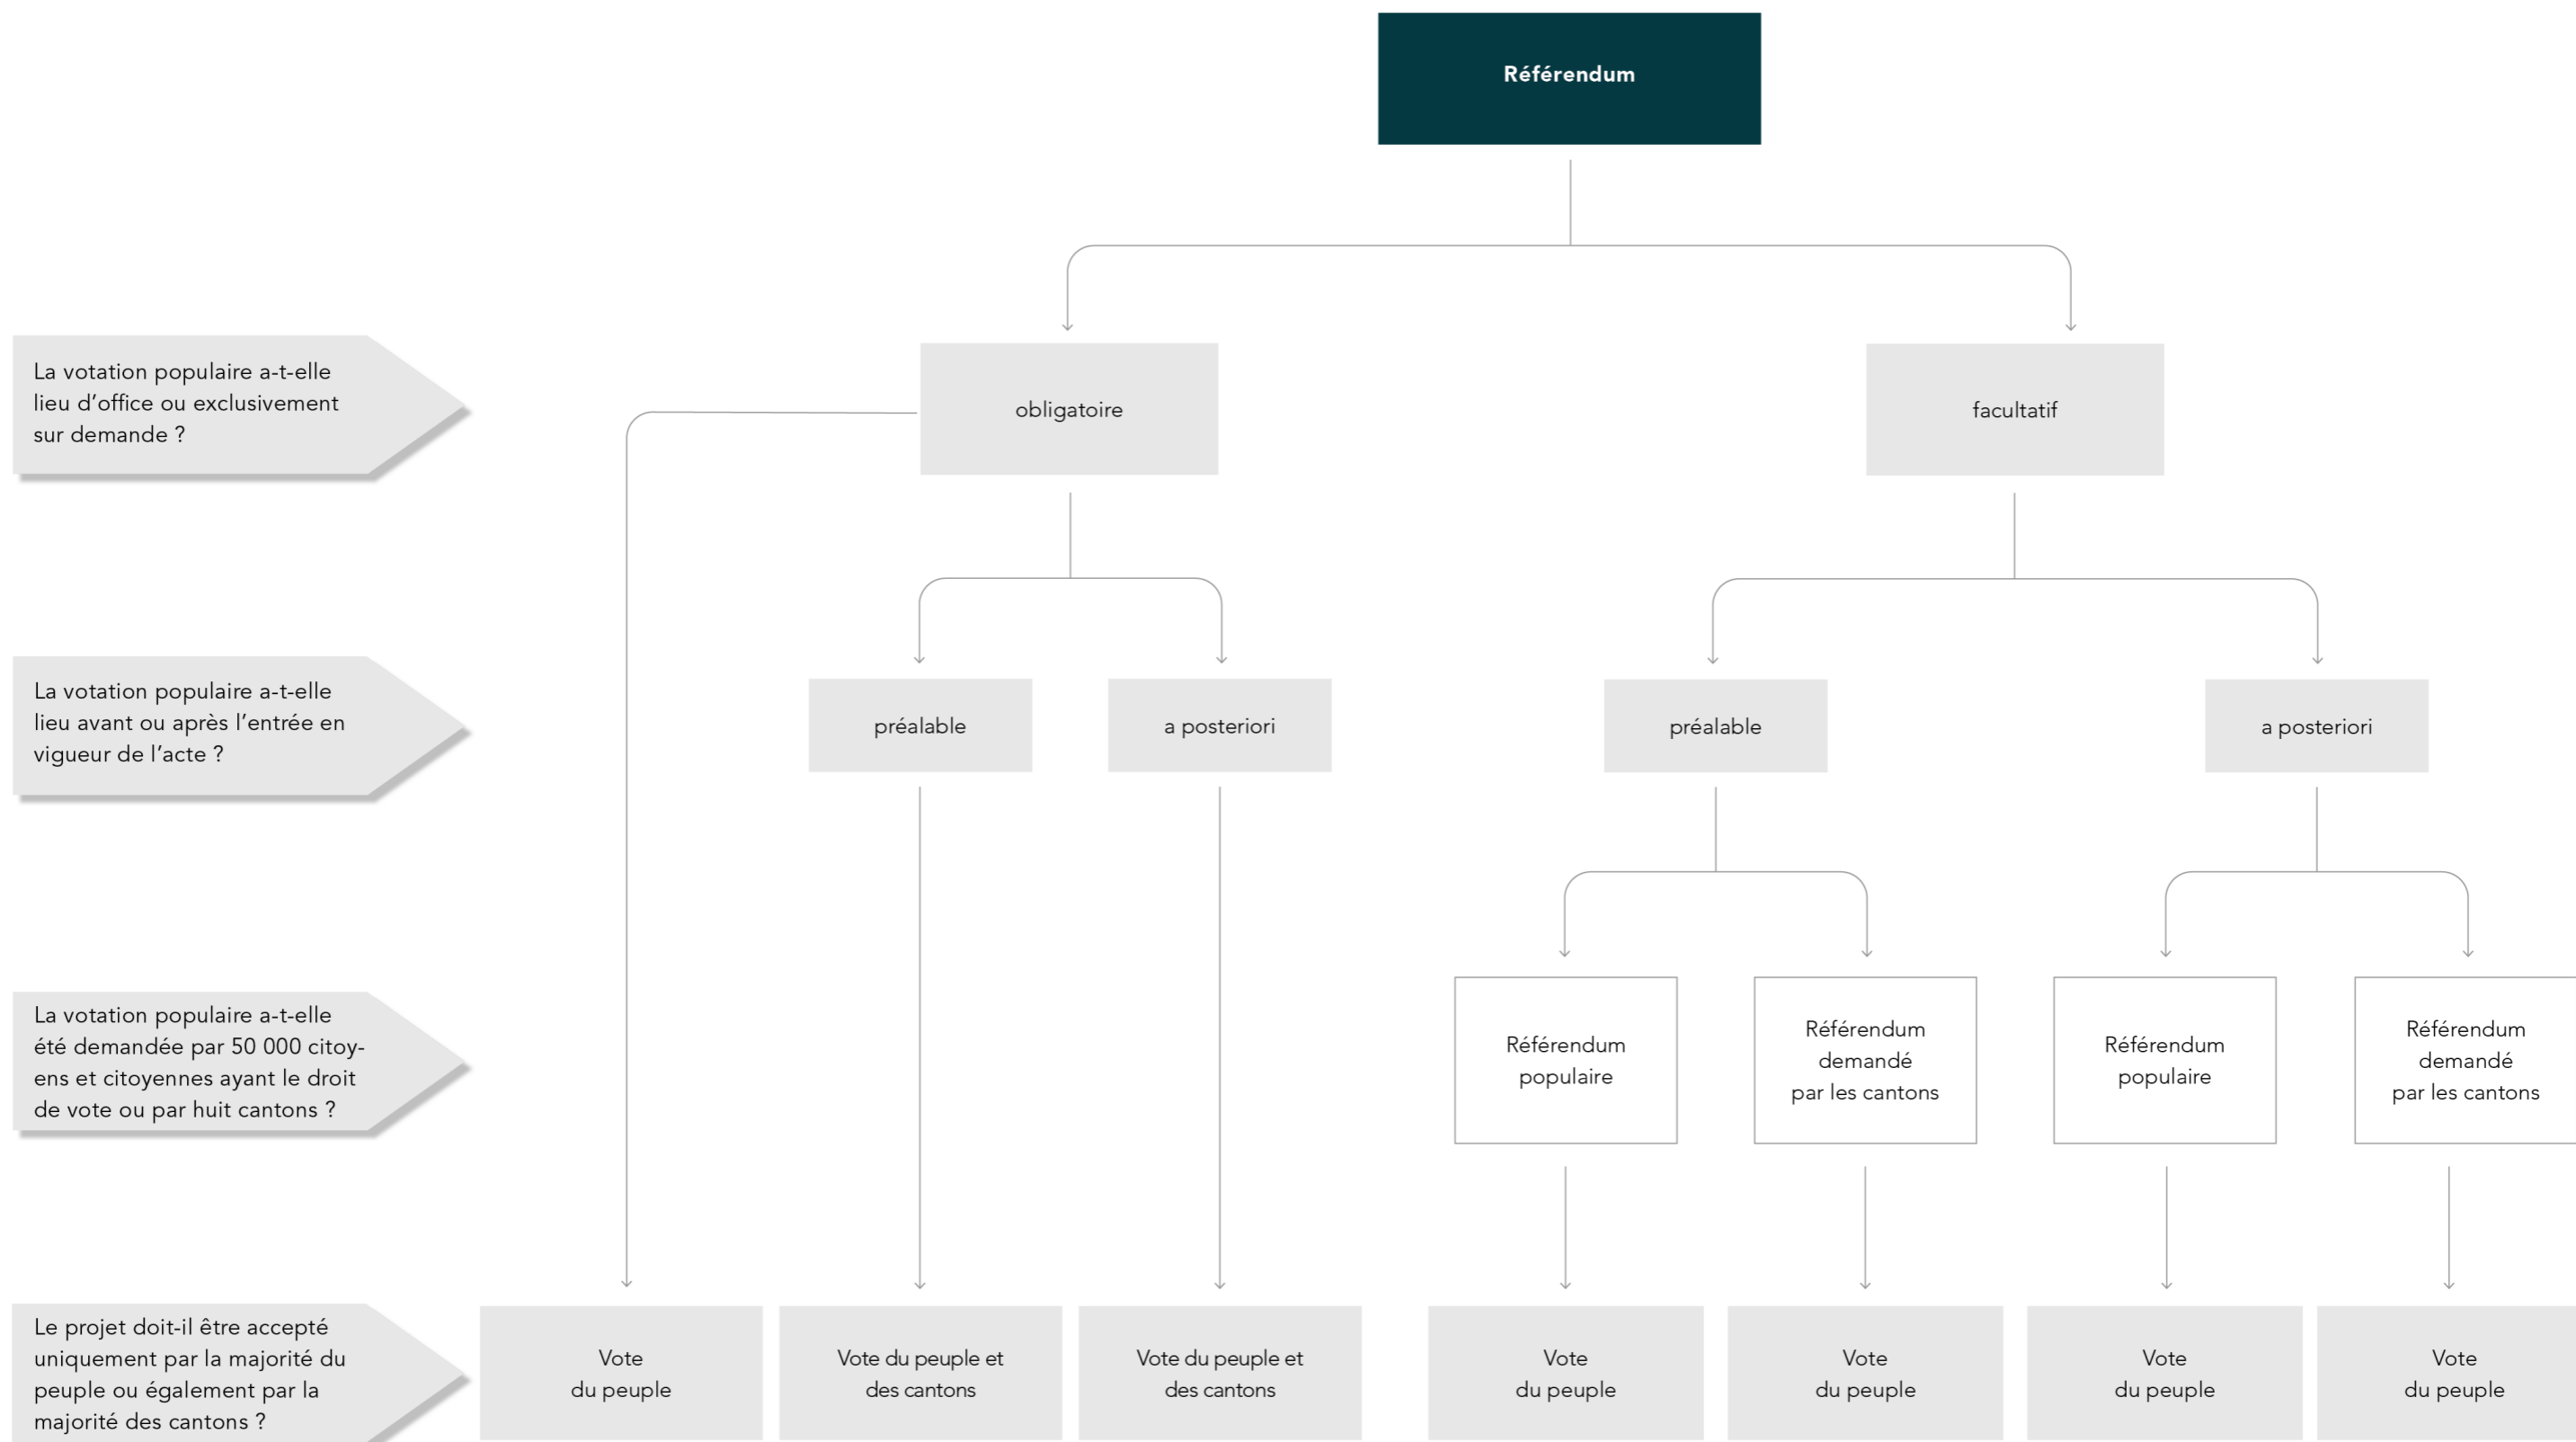 Référendum
La votation populaire a-t-elle
lieu d’office ou exclusivement
sur demande ?
obligatoire
facultatif
La votation populaire a-t-elle
lieu avant ou après l’entrée en
vigueur de l’acte ?
préalable
a posteriori
préalable
a posteriori
La votation populaire a-t-elle
été demandée par 50 000 citoy-
ens et citoyennes ayant le droit
de vote ou par huit cantons ?
Référendum
populaire
Référendum
demandé
par les cantons
Référendum
populaire
Référendum
demandé
par les cantons
Le projet doit-il être accepté
uniquement par la majorité du
peuple ou également par la
majorité des cantons ?
Vote
du peuple
Vote du peuple et
des cantons
Vote du peuple et
des cantons
Vote
du peuple
Vote
du peuple
Vote
du peuple
Vote
du peuple